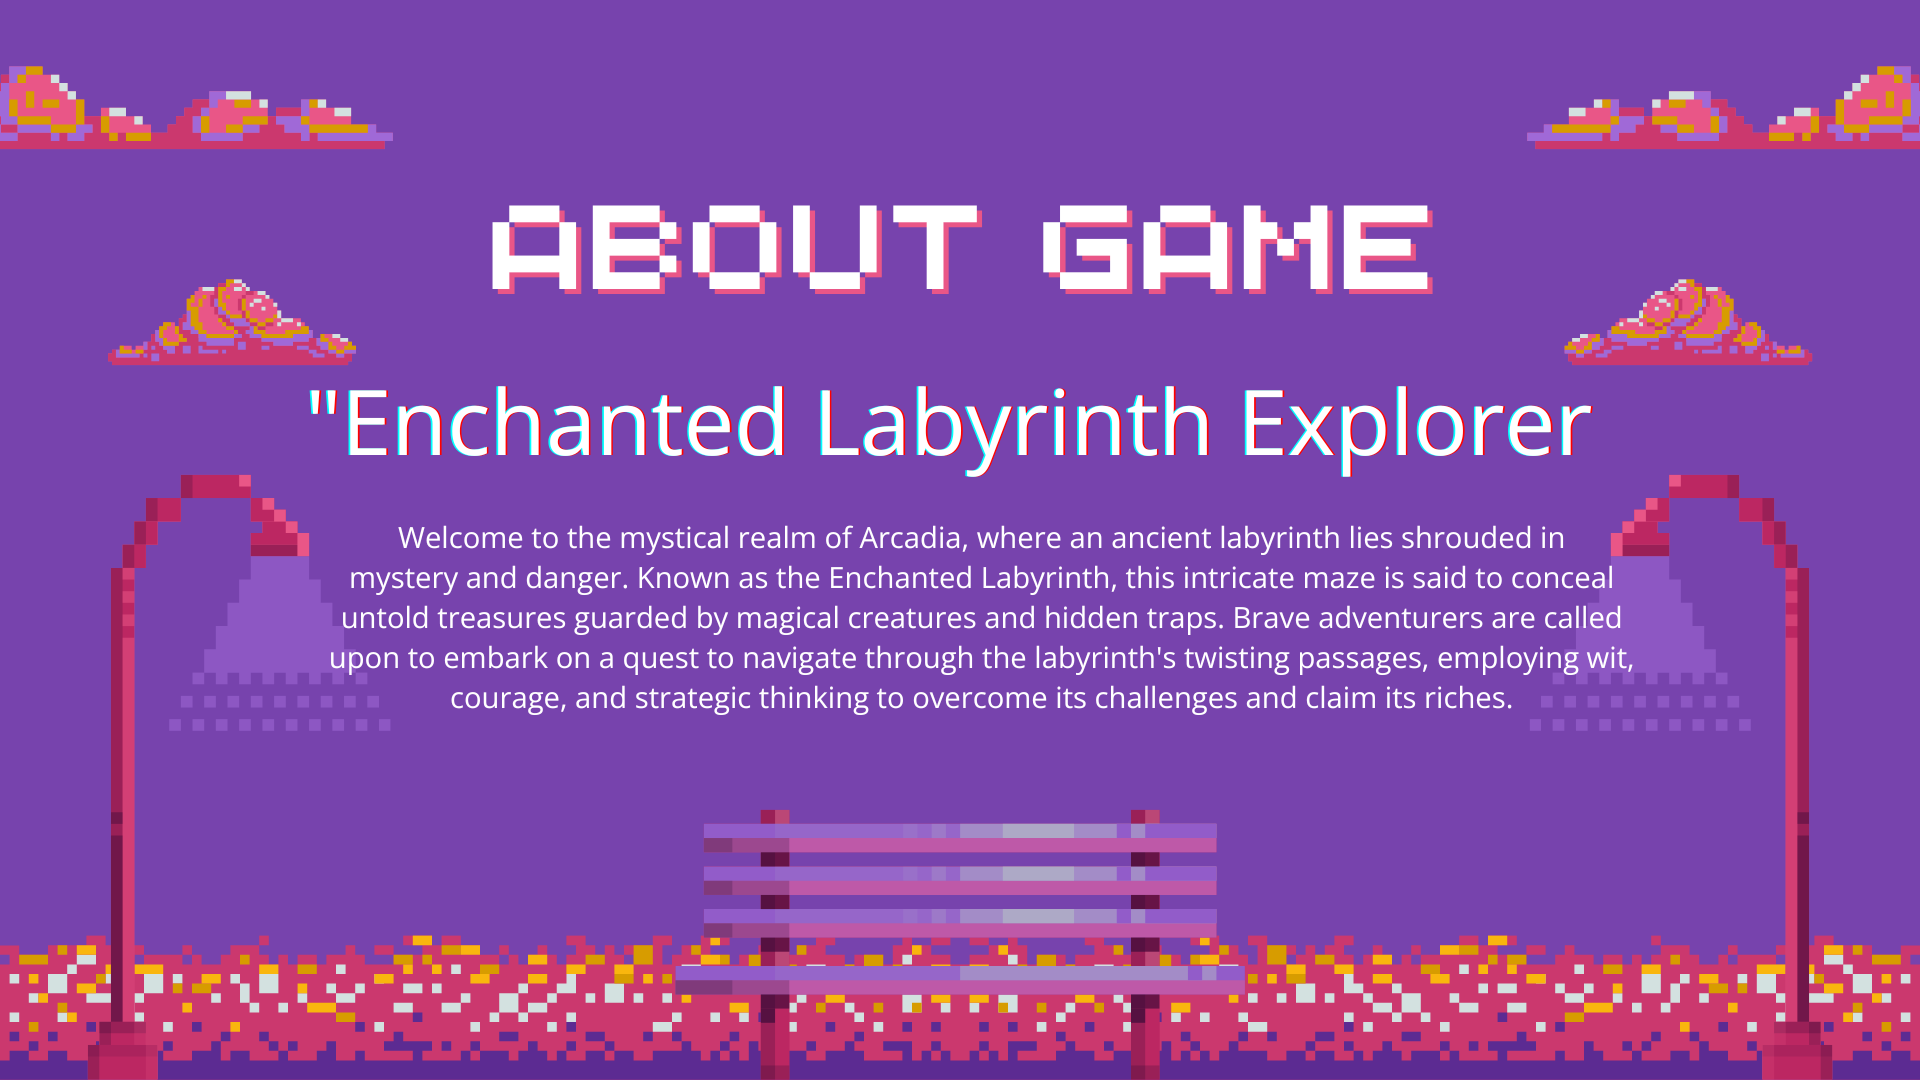 ABOUT GAME
"Enchanted Labyrinth Explorer
Welcome to the mystical realm of Arcadia, where an ancient labyrinth lies shrouded in
mystery and danger. Known as the Enchanted Labyrinth, this intricate maze is said to conceal
untold treasures guarded by magical creatures and hidden traps. Brave adventurers are called
upon to embark on a quest to navigate through the labyrinth's twisting passages, employing wit,
courage, and strategic thinking to overcome its challenges and claim its riches.